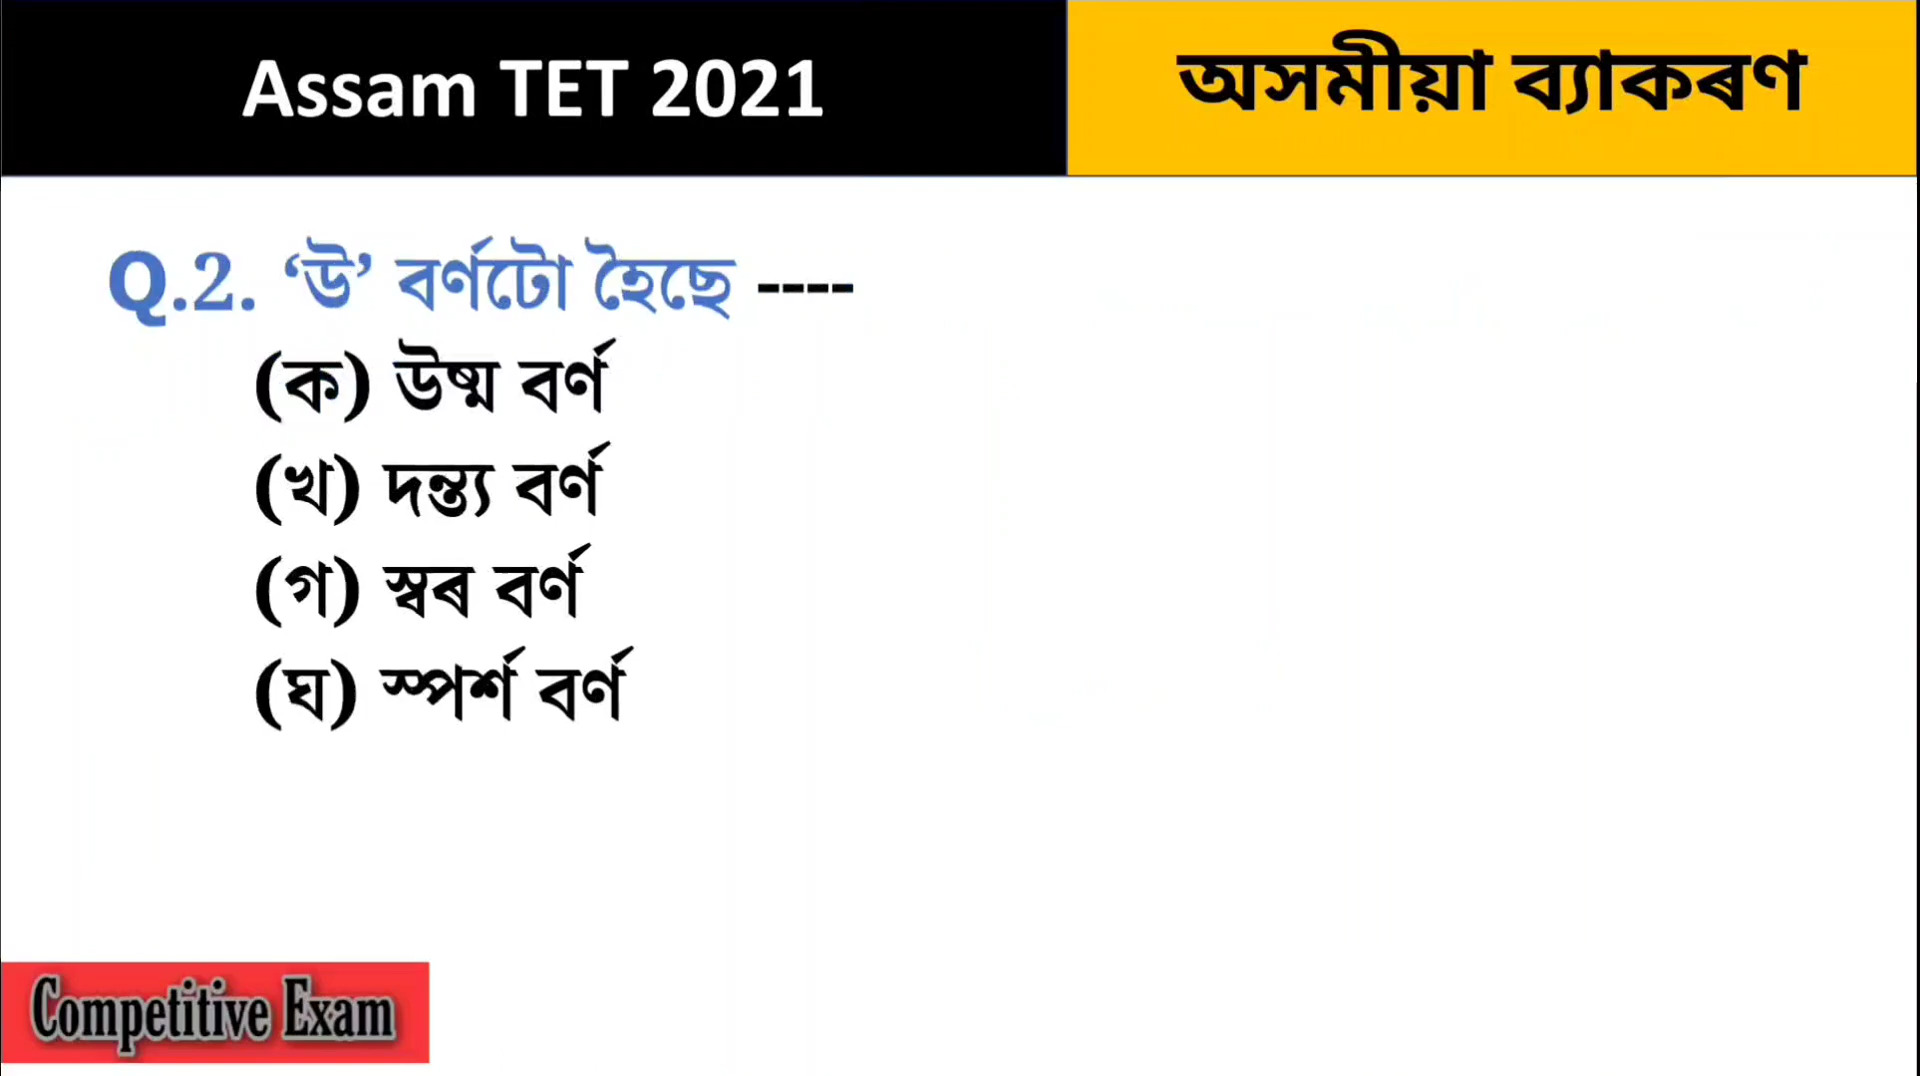 Assam TET 2021
অসমীয়া ব্যাকৰণ
Q.2. ‘উ’ বৰ্ণটো হৈছে ----
(ক) উষ্ম বৰ্ণ
(খ) দন্ত্য বৰ্ণ
(গ) স্বৰ বৰ্ণ
(ঘ) স্পৰ্শ বৰ্ণ
Competitive Exam